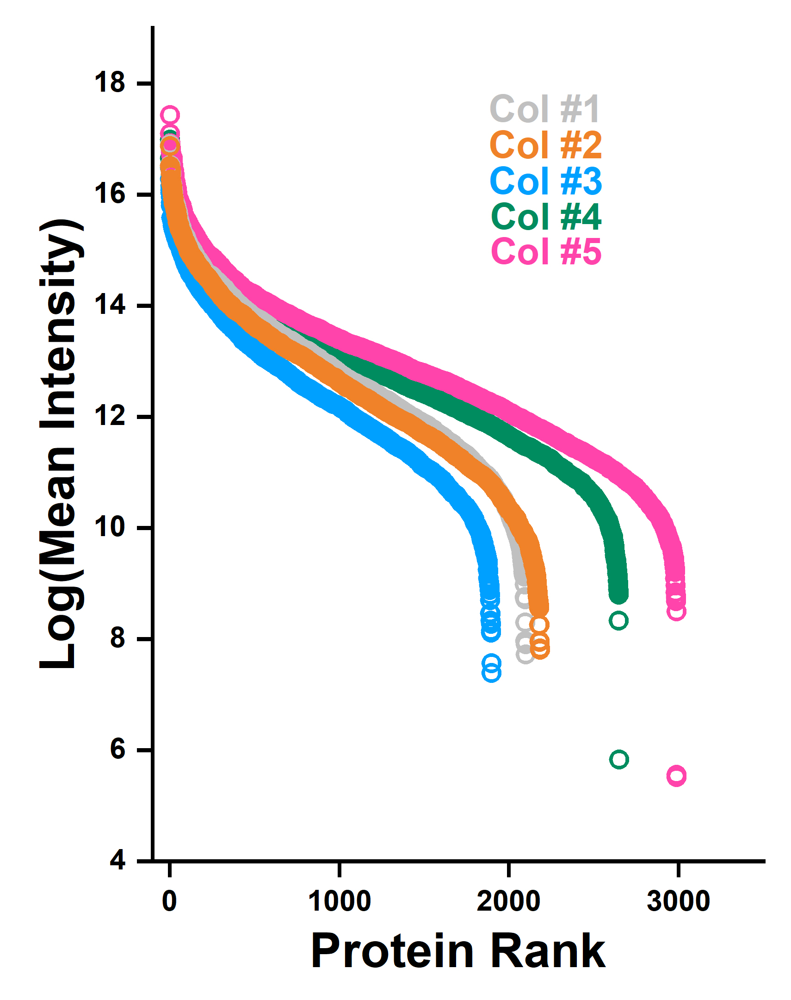 18
16
14
12
10
8
6
4
Log(Mean Intensity)
Col #1
Col #2
Col #3
Col #4
Col #5
0 1000 2000 3000
Protein Rank